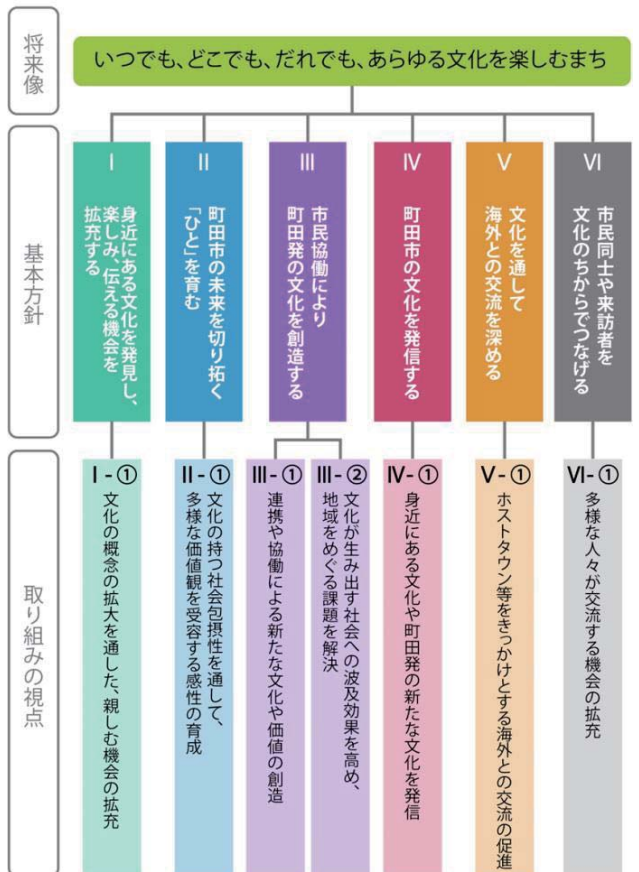 将来像
いつでも、どこでも、だれでも、あらゆる文化を楽しむまち
基本方針
Ⅰ
身近にある文化を発見し、
楽しみ、伝える機会を
拡充する
Ⅱ
町田市の未来を切り拓く
「ひと」を育む
Ⅲ
市民協働により
町田発の文化を創造する
Ⅳ
町田市の文化を発信する
Ⅴ
文化を通して
海外との交流を深める
Ⅵ
市民同士や来訪者を
文化のちからでつなげる
取り組みの視点
Ⅰ-①
文化の概念の拡大を通した、親しむ機会の拡充
Ⅱ-①
文化の持つ社会包摂性を通して、
多様な価値観を受容する感性の育成
Ⅲ-①
連携や協働による新たな文化や価値の創造
Ⅲ-②
文化が生み出す社会への波及効果を高め、
地域をめぐる課題を解決
Ⅳ-①
身近にある文化や町田発の新たな文化を発信
Ⅴ-①
ホストタウン等をきっかけとする海外との交流の促進
Ⅵ-①
多様な人々が交流する機会の拡充